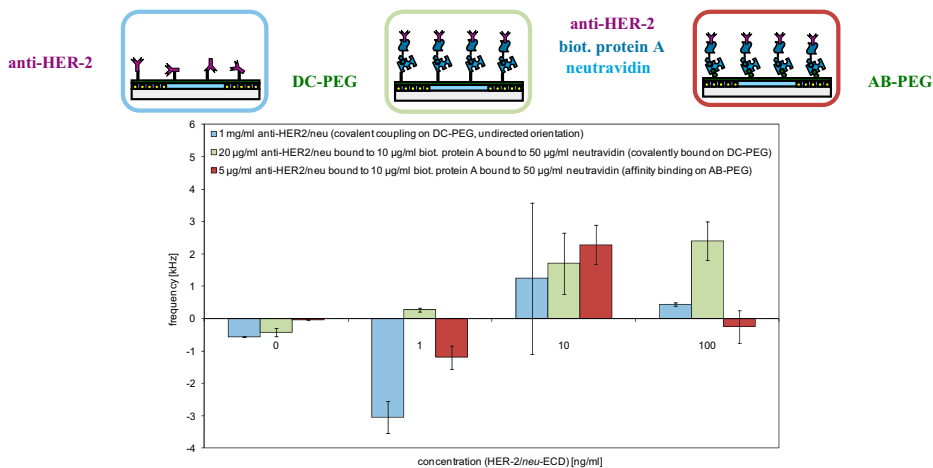 anti-HER-2
DC-PEG
anti-HER-2
biot. protein A
neutravidin
AB-PEG
1 mg/ml anti-HER2/neu (covalent coupling on DC-PEG, undirected orientation)
20 µg/ml anti-HER2/neu bound to 10 µg/ml biot. protein A bound to 50 µg/ml neutravidin (covalently bound on DC-PEG)
5 µg/ml anti-HER2/neu bound to 10 µg/ml biot. protein A bound to 50 µg/ml neutravidin (affinity binding on AB-PEG)
6
5
4
3
2
1
0
-1
-2
-3
-4
frequency [kHz]
0 1 10 100
concentration (HER-2/neu-ECD) [ng/ml]